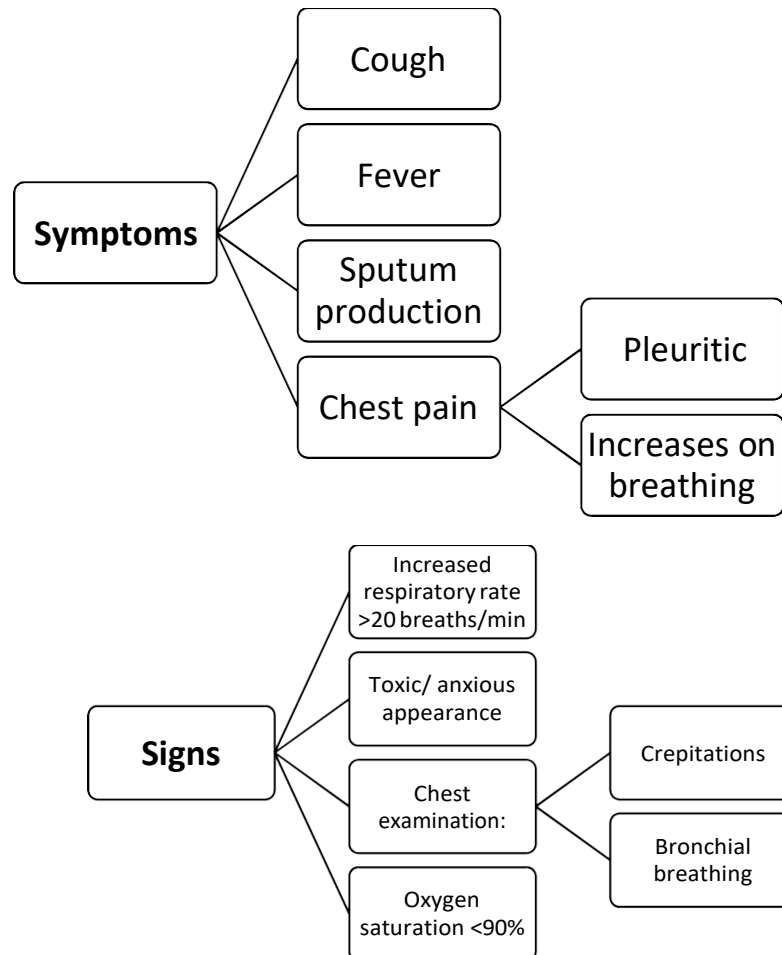 Cough
Fever
Symptoms
Sputum
production
Chest pain
Pleuritic
Increases on
breathing
Increased
respiratory rate
>20 breaths/min
Toxic/ anxious
appearance
Signs
Chest
examination:
Crepitations
Bronchial
breathing
Oxygen
saturation <90%